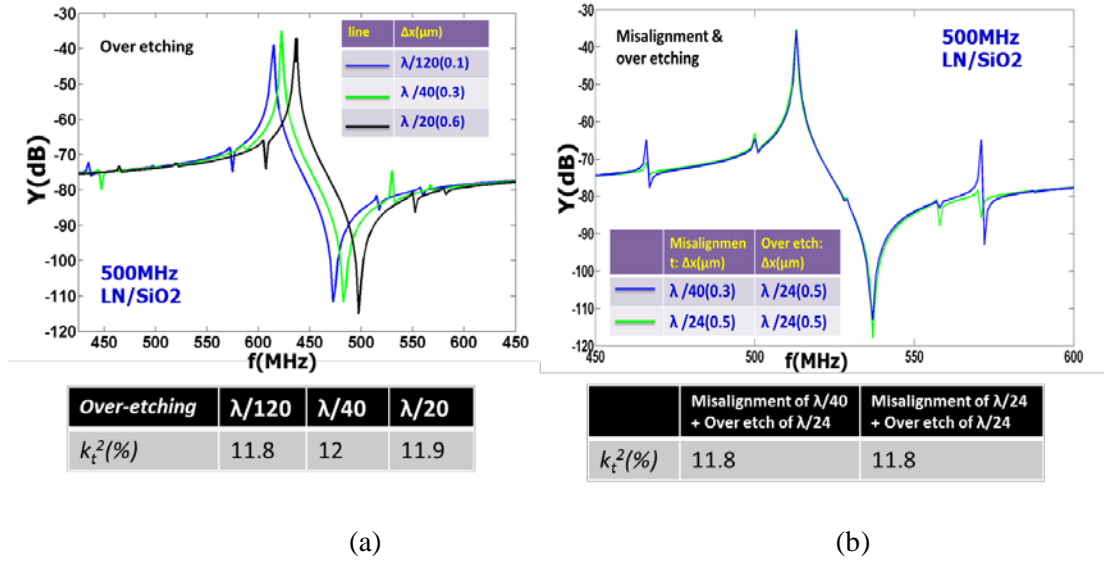 Over etching
line Δx(μm)
λ/120(0.1)
λ /40(0.3)
λ /20(0.6)
-30
-40
-50
-60
-70
-80
-90
-100
-110
-120
Y(dB)
500MHz
LN/SiO2
450 500 550 600 450 500 550 600 450
f(MHz)
Over-etching λ/120 λ/40 λ/20
kt²(%) 11.8 12 11.9
(a)
Misalignment &
over etching
500MHz
LN/SiO2
-30
-40
-50
-60
-70
-80
-90
-100
-110
-120
Y(dB)
Misalignmen
t: Δx(μm)
Over etch:
Δx(μm)
λ /40(0.3) λ /24(0.5)
λ /24(0.5) λ /24(0.5)
450 500 550 600
f(MHz)
Misalignment of λ/40
+ Over etch of λ/24
Misalignment of λ/24
+ Over etch of λ/24
kt²(%) 11.8 11.8
(b)